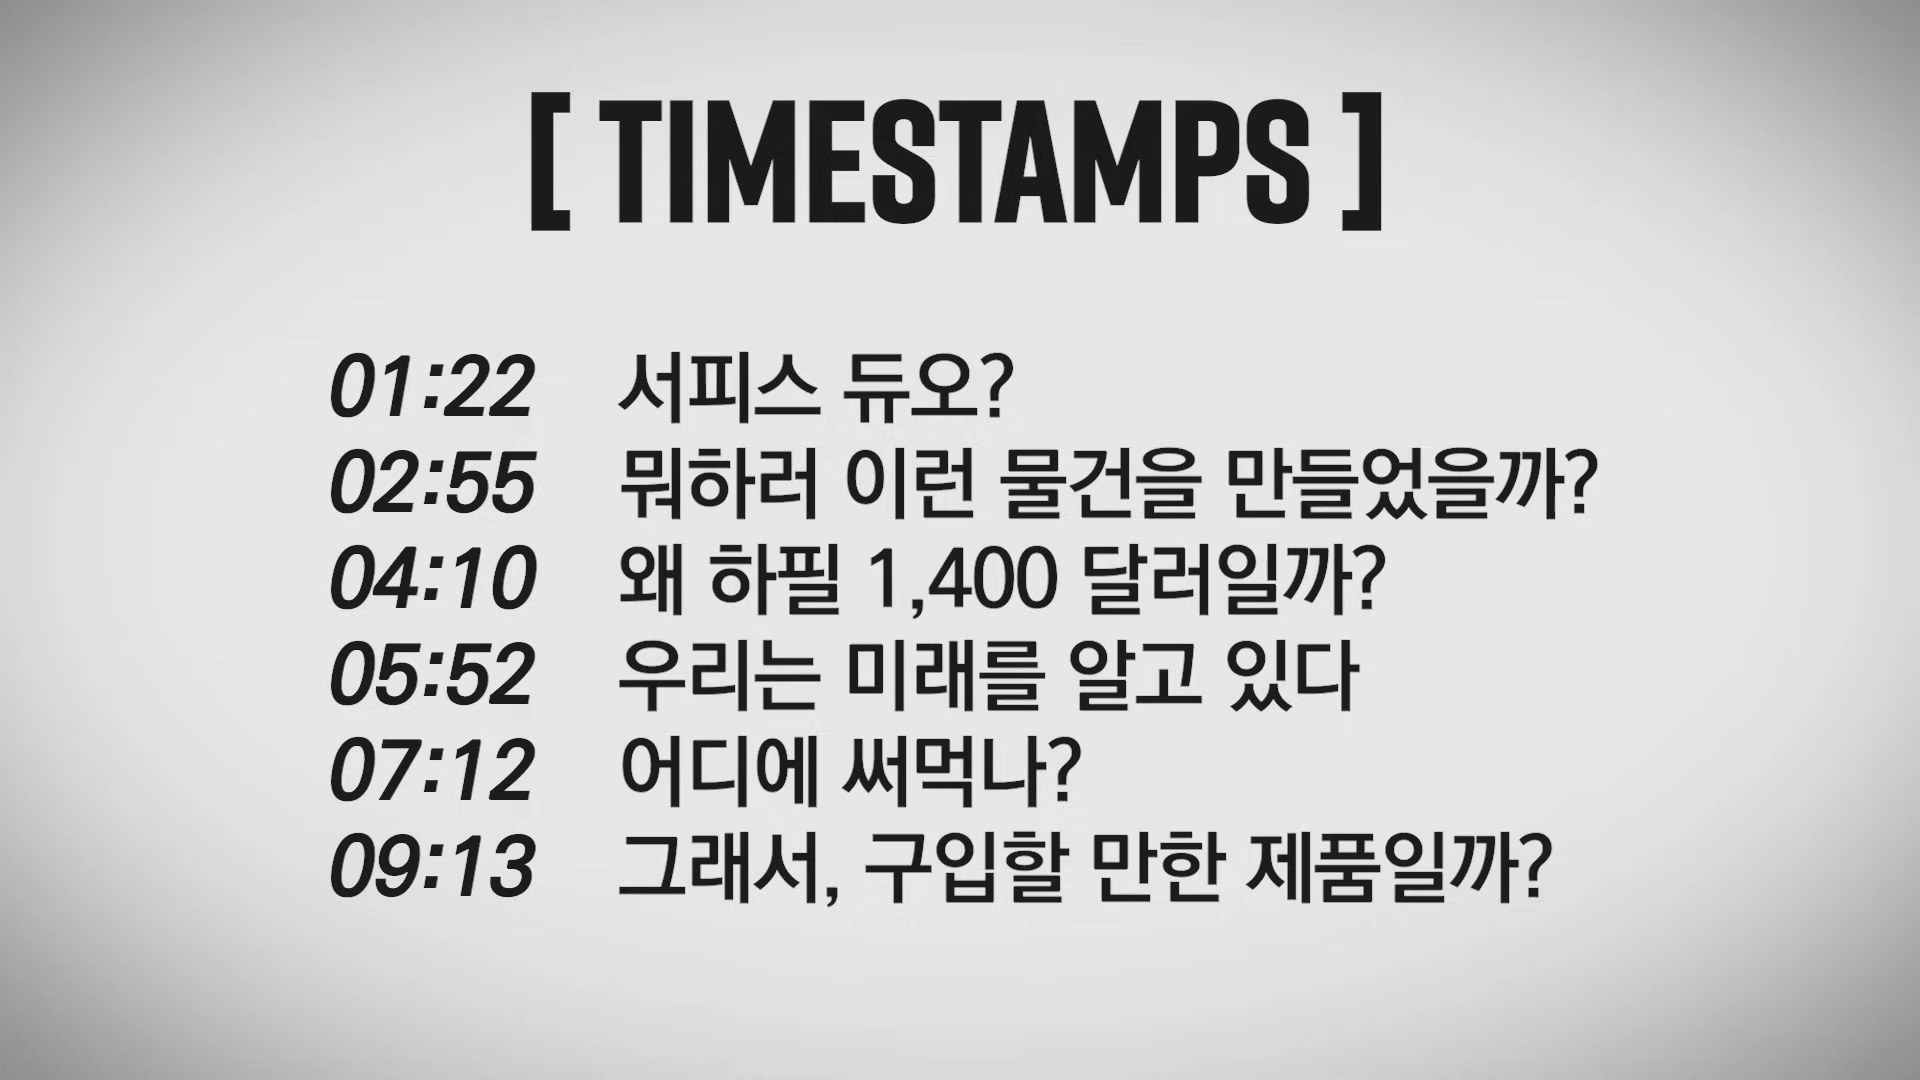 [ TIMESTAMPS ]
01:22 서피스 듀오?
02:55 뭐하러 이런 물건을 만들었을까?
04:10 왜 하필 1,400 달러일까?
05:52 우리는 미래를 알고 있다
07:12 어디에 써먹나?
09:13 그래서, 구입할 만한 제품일까?